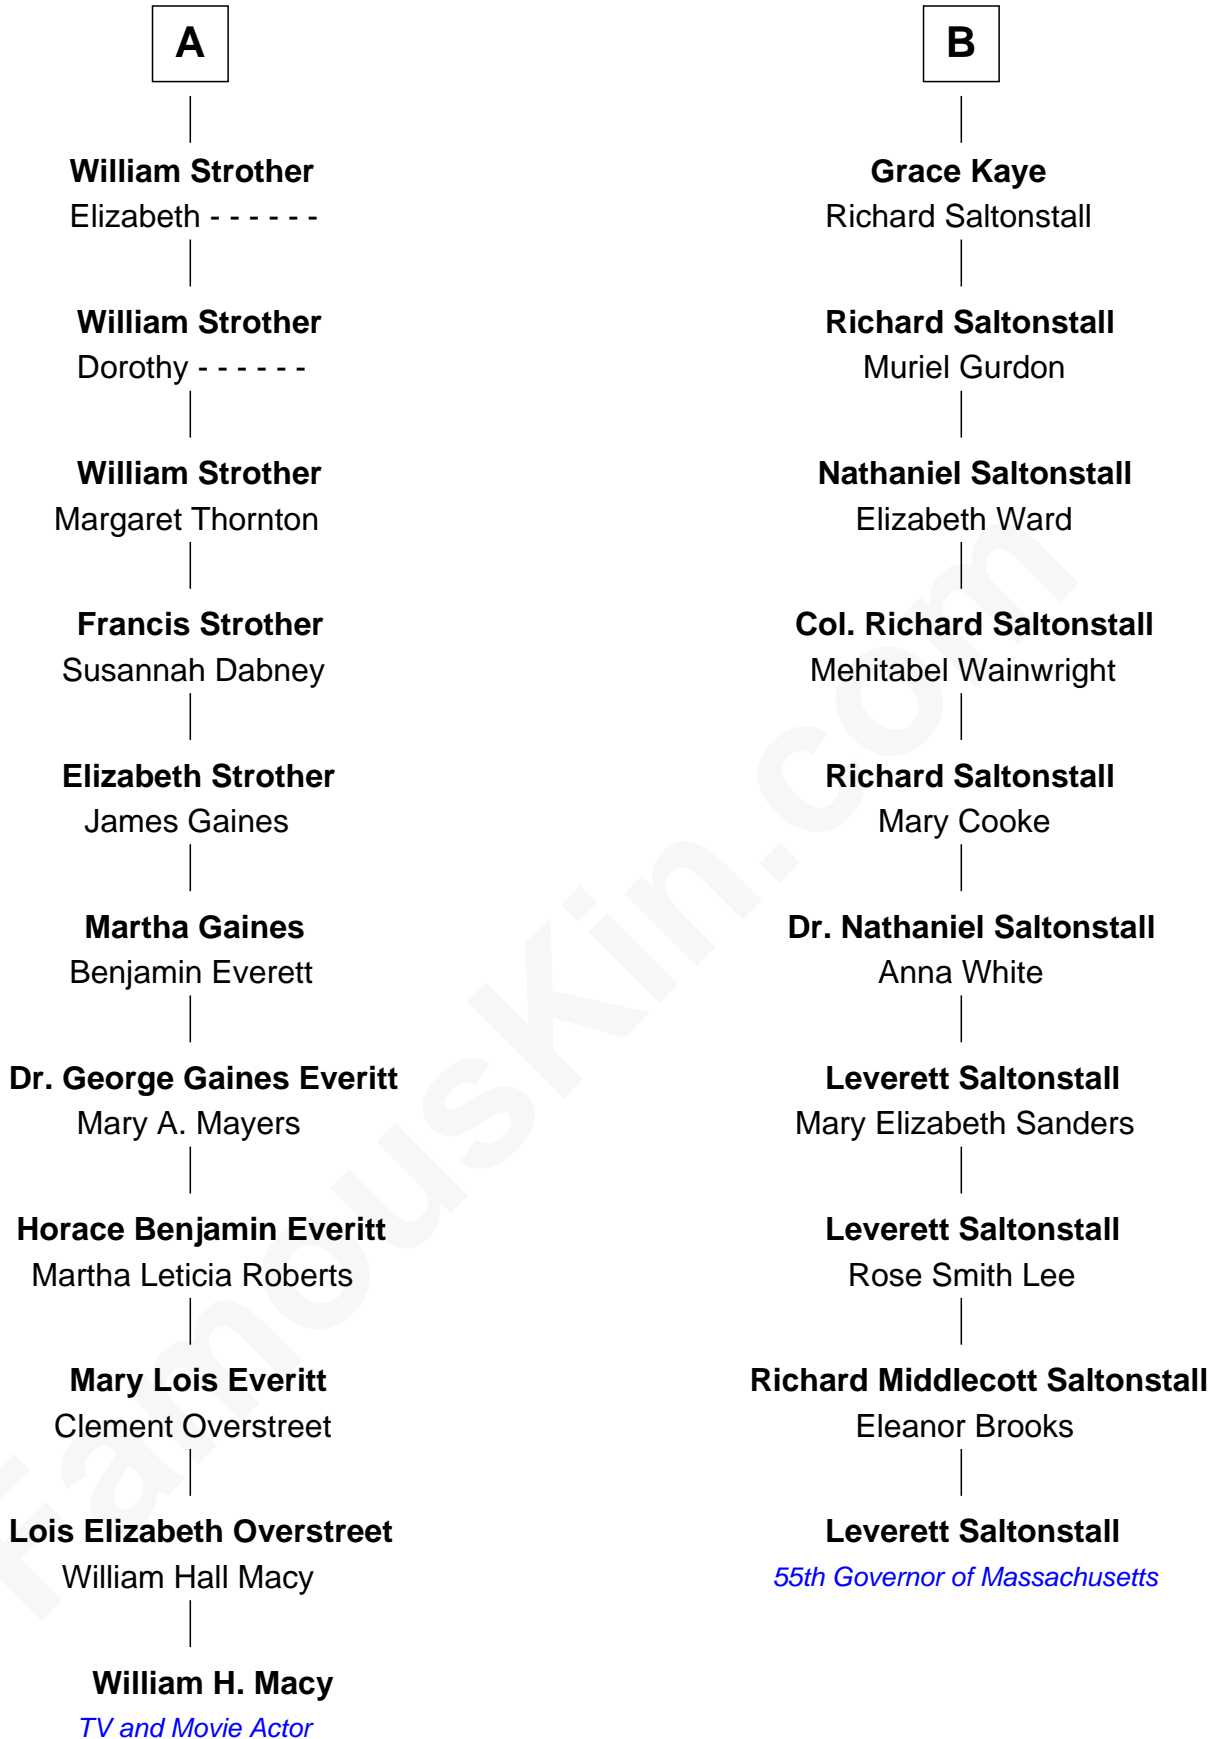 A
William Strother
Elizabeth - - - - - -
William Strother
Dorothy - - - - - -
William Strother
Margaret Thornton
Francis Strother
Susannah Dabney
Elizabeth Strother
James Gaines
Martha Gaines
Benjamin Everett
Dr. George Gaines Everitt
Mary A. Mayers
Horace Benjamin Everitt
Martha Leticia Roberts
Mary Lois Everitt
Clement Overstreet
Lois Elizabeth Overstreet
William Hall Macy
William H. Macy
TV and Movie Actor
B
Grace Kaye
Richard Saltonstall
Richard Saltonstall
Muriel Gurdon
Nathaniel Saltonstall
Elizabeth Ward
Col. Richard Saltonstall
Mehitabel Wainwright
Richard Saltonstall
Mary Cooke
Dr. Nathaniel Saltonstall
Anna White
Leverett Saltonstall
Mary Elizabeth Sanders
Leverett Saltonstall
Rose Smith Lee
Richard Middlecott Saltonstall
Eleanor Brooks
Leverett Saltonstall
55th Governor of Massachusetts
FamousKin.com